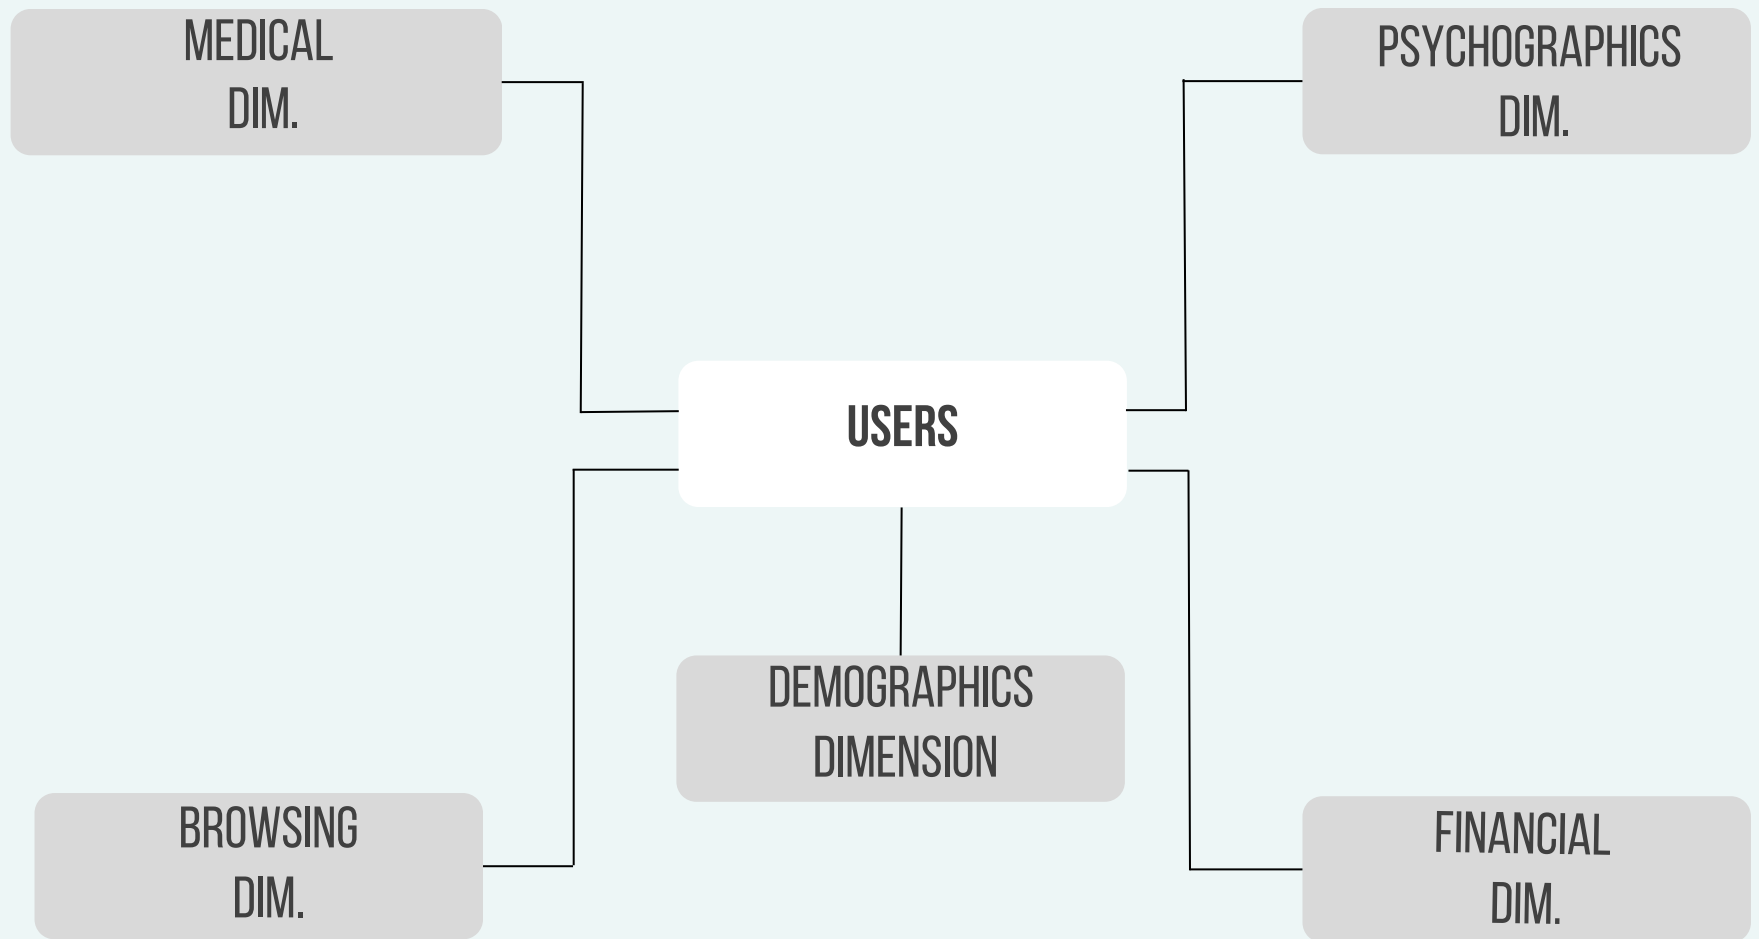 MEDICAL
DIM.
PSYCHOGRAPHICS
DIM.
USERS
DEMOGRAPHICS
DIMENSION
BROWSING
DIM.
FINANCIAL
DIM.